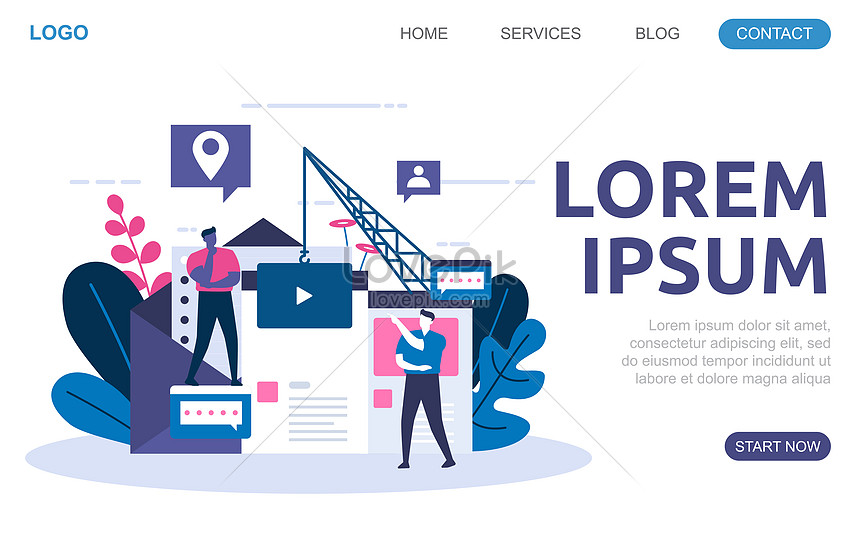 LOGO
HOME
SERVICES
BLOG
CONTACT
LOREM
IPSUM
Lovepik
lovepik.com
Lorem ipsum dolor sit amet,
consectetur adipiscing elit, sed
do eiusmod tempor incididunt ut
labore et dolore magna aliqua
START NOW